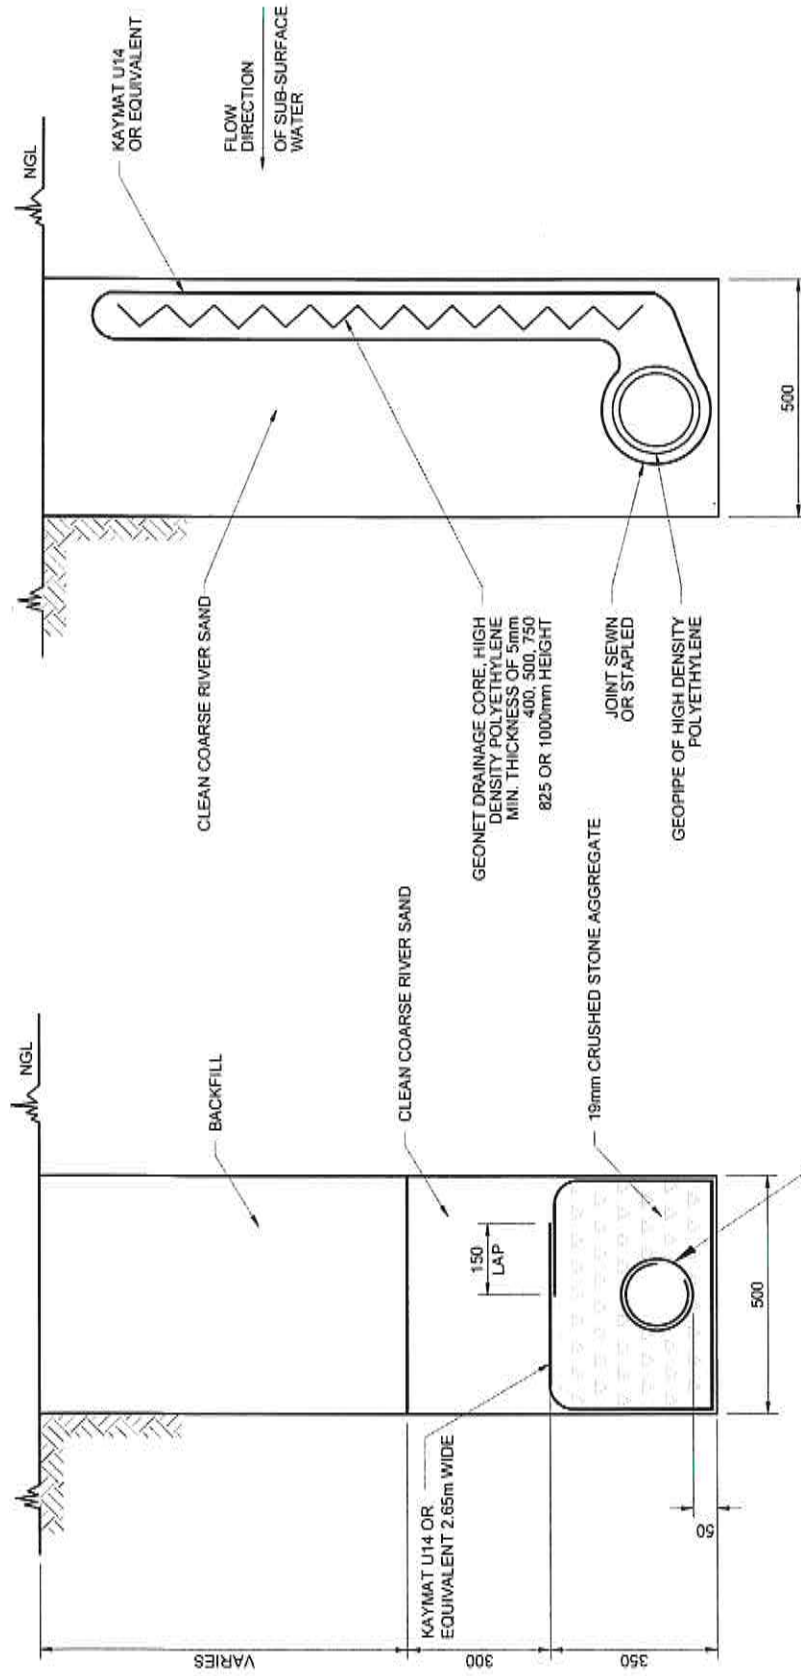 NGL
BACKFILL
CLEAN COARSE RIVER SAND
150
LAP
KAYMAT U14 OR
EQUIVALENT 2.65m WIDE
19mm CRUSHED STONE AGGREGATE
VARIES
300
350
50
500
NGL
KAYMAT U14
OR EQUIVALENT
FLOW
DIRECTION
OF SUB-SURFACE
WATER
CLEAN COARSE RIVER SAND
GEONET DRAINAGE CORE, HIGH
DENSITY POLYETHYLENE
MIN. THICKNESS OF 5mm
400, 500, 750
825 OR 1000mm HEIGHT
JOINT SEWN
OR STAPLED
GEOPIPE OF HIGH DENSITY
POLYETHYLENE
500